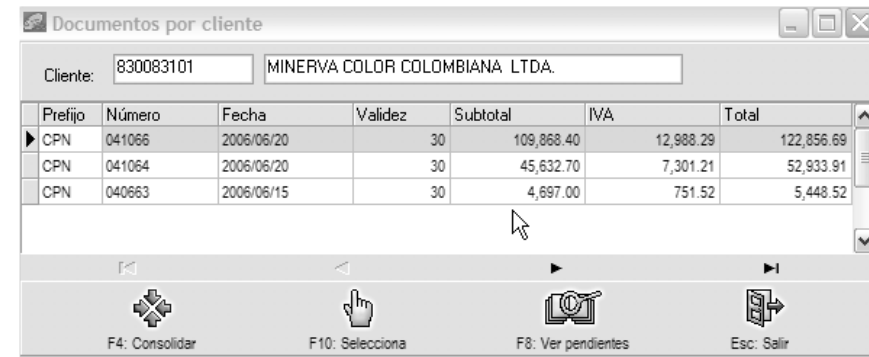 Documentos por cliente
Cliente: 830083101 MINERVA COLOR COLOMBIANA LTDA.
Prefijo Número Fecha Validez Subtotal IVA Total
CPN 041066 2006/06/20 30 109,868.40 12,988.29 122,856.69
CPN 041064 2006/06/20 30 45,632.70 7,301.21 52,933.91
CPN 040663 2006/06/15 30 4,697.00 751.52 5,448.52
F4: Consolidar F10: Selecciona F8: Ver pendientes Esc: Salir